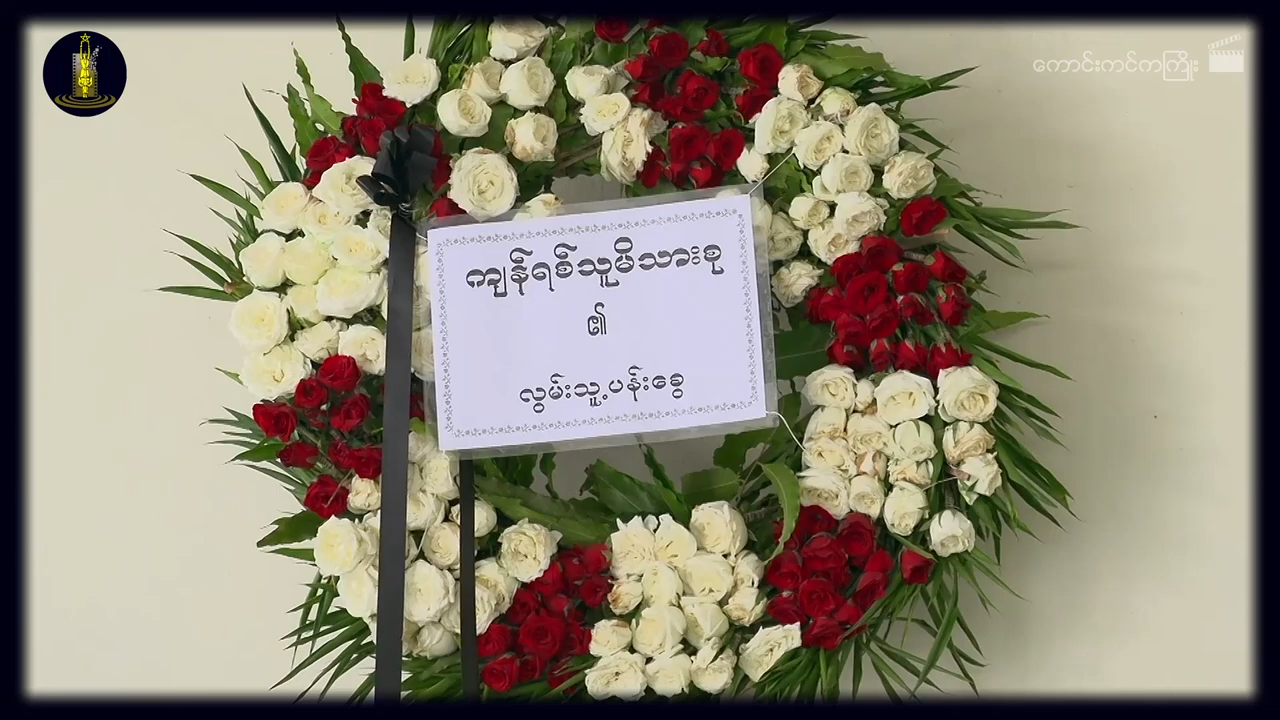 ကောင်းကင်ကကြိုး
ကျန်ရစ်သူမိသားစု
၏
လွမ်းသူ့ပန်းခွေ